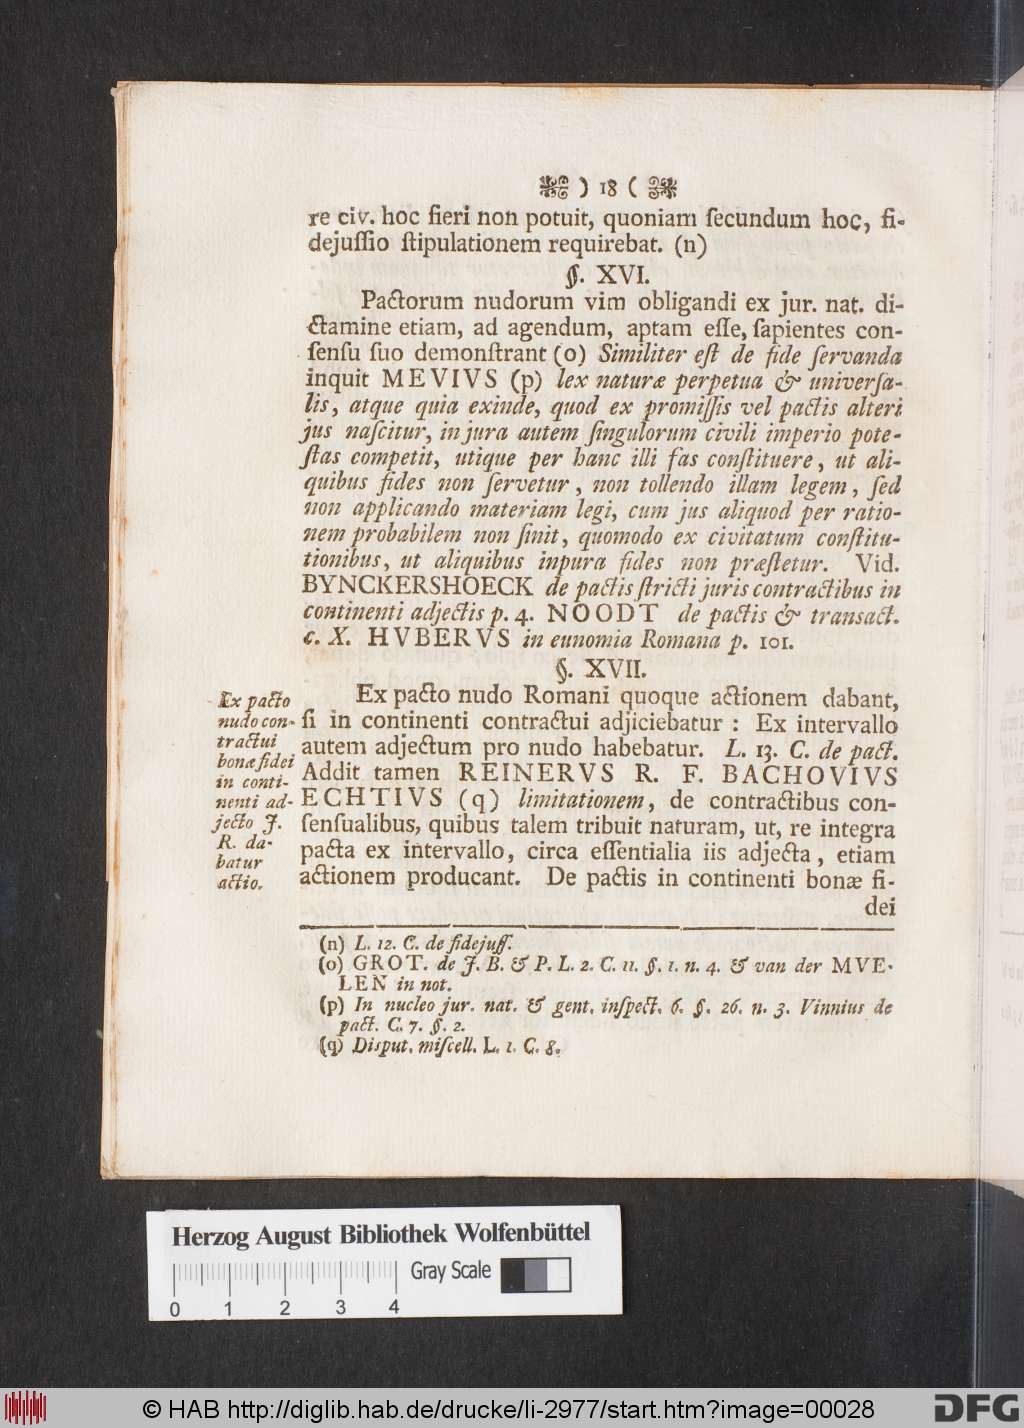 ) 18 (
re civ. hoc fieri non potuit, quoniam ſecundum hoc, fi-
dejuſſio ſtipulationem requirebat. (n)
§. XVI.
Pactorum nudorum vim obligandi ex jur. nat. di-
ctamine etiam, ad agendum, aptam eſſe, ſapientes con-
ſenſu ſuo demonſtrant (o) Similiter eſt de fide ſervanda
inquit MEVIVS (p) lex naturæ perpetua & univerſa-
lis, atque quia exinde, quod ex promiſſis vel pactis alteri
jus naſcitur, in jura autem ſingulorum civili imperio pote-
ſtas competit, utique per hanc illi fas conſtituere, ut ali-
quibus fides non ſervetur, non tollendo illam legem, ſed
non applicando materiam legi, cum jus aliquod per ratio-
nem probabilem non ſinit, quomodo ex civitatum conſtitu-
tionibus, ut aliquibus inpura fides non præſtetur. Vid.
BYNCKERSHOECK de pactis ſtricti juris contractibus in
continenti adjectis p. 4. NOODT de pactis & transact.
c. X. HVBERVS in eunomia Romana p. 101.
§. XVII.
Ex pacto nudo Romani quoque actionem dabant,
ſi in continenti contractui adjiciebatur : Ex intervallo
autem adjectum pro nudo habebatur. L. 13. C. de pact.
Addit tamen REINERVS R. F. BACHOVIVS
ECHTIVS (q) limitationem, de contractibus con-
ſenſualibus, quibus talem tribuit naturam, ut, re integra
pacta ex intervallo, circa eſſentialia iis adjecta, etiam
actionem producant. De pactis in continenti bonæ fi-
dei
Ex pacto
nudo con-
tractui
bonæ fidei
in conti-
nenti ad-
jecto J.
R. da-
batur
actio.
(n) L. 12. C. de fidejuſſ.
(o) GROT. de J. B. & P. L. 2. C. 11. §. 1. n. 4. & van der MVE-
LEN in not.
(p) In nucleo jur. nat. & gent. inſpect. 6. §. 26. n. 3. Vinnius de
pact. C. 7. §. 2.
(q) Disput. miſcell. L. 1. C. 8.
Herzog August Bibliothek Wolfenbüttel
Gray Scale
0 1 2 3 4
© HAB http://diglib.hab.de/drucke/li-2977/start.htm?image=00028
DFG